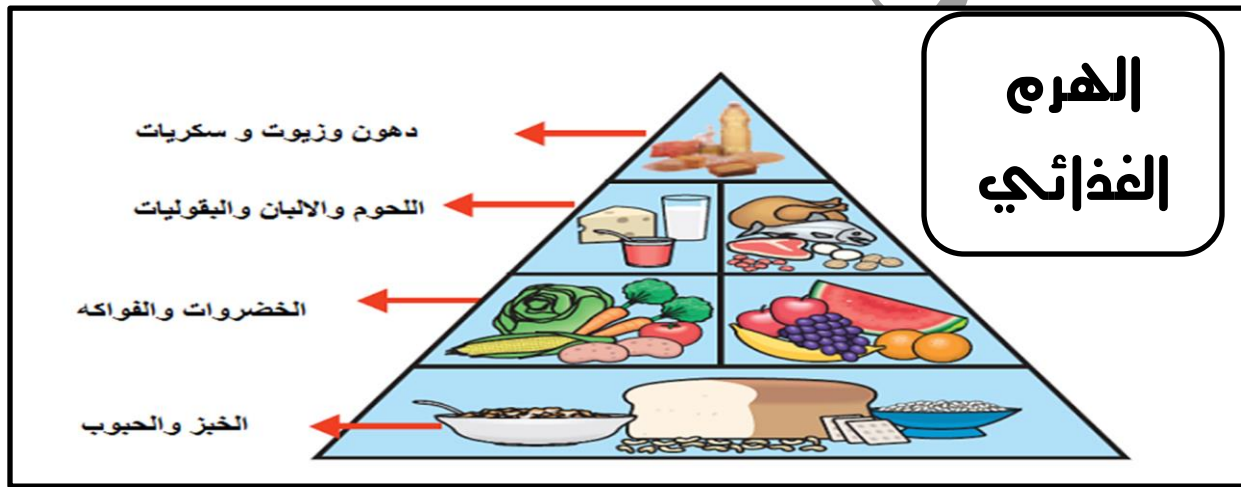 الهرم
الغذائي
دهون وزيوت و سكريات
اللحوم والالبان والبقوليات
الخضروات والفواكه
الخبز والحبوب